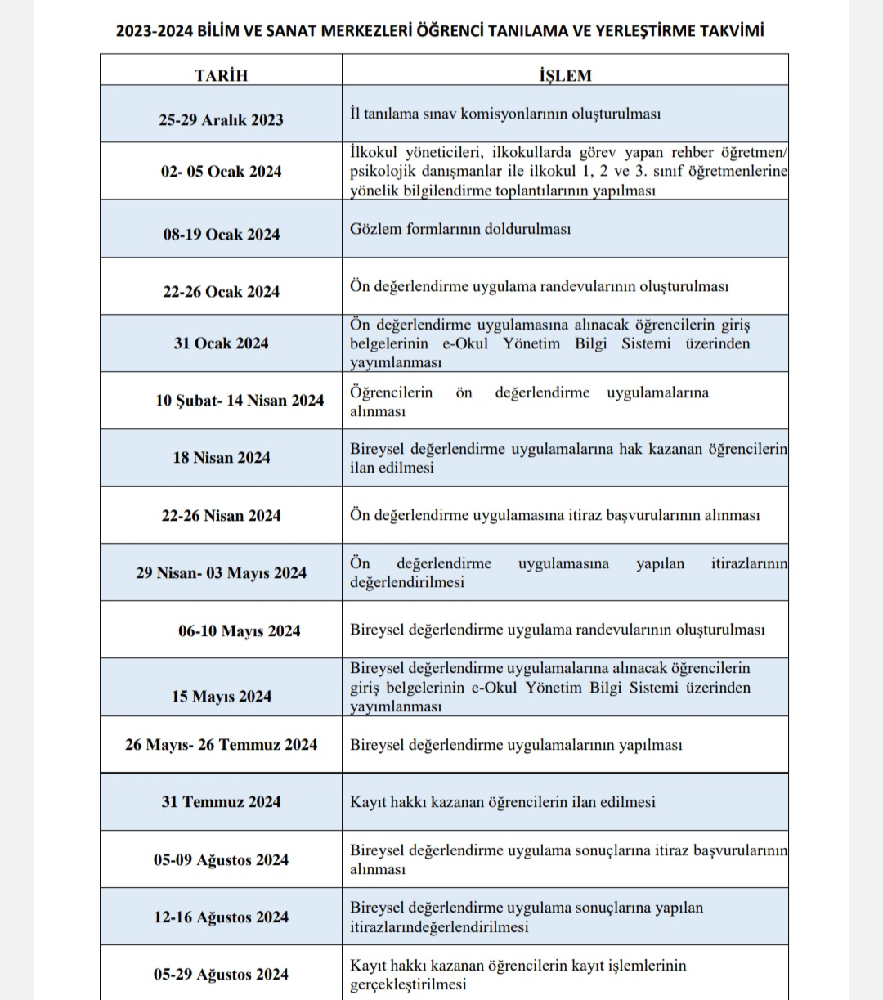 2023-2024 BİLİM VE SANAT MERKEZLERİ ÖĞRENCİ TANILAMA VE YERLEŞTİRME TAKVİMİ
TARİH
İŞLEM
25-29 Aralık 2023
İl tanılama sınav komisyonlarının oluşturulması
02- 05 Ocak 2024
İlkokul yöneticileri, ilkokullarda görev yapan rehber öğretmen/
psikolojik danışmanlar ile ilkokul 1, 2 ve 3. sınıf öğretmenlerine
yönelik bilgilendirme toplantılarının yapılması
08-19 Ocak 2024
Gözlem formlarının doldurulması
22-26 Ocak 2024
Ön değerlendirme uygulama randevularının oluşturulması
31 Ocak 2024
Ön değerlendirme uygulamasına alınacak öğrencilerin giriş
belgelerinin e-Okul Yönetim Bilgi Sistemi üzerinden
yayımlanması
10 Şubat- 14 Nisan 2024
Öğrencilerin ön değerlendirme uygulamalarına
alınması
18 Nisan 2024
Bireysel değerlendirme uygulamalarına hak kazanan öğrencilerin
ilan edilmesi
22-26 Nisan 2024
Ön değerlendirme uygulamasına itiraz başvurularının alınması
29 Nisan- 03 Mayıs 2024
Ön değerlendirme uygulamasına yapılan itirazlarının
değerlendirilmesi
06-10 Mayıs 2024
Bireysel değerlendirme uygulama randevularının oluşturulması
15 Mayıs 2024
Bireysel değerlendirme uygulamalarına alınacak öğrencilerin
giriş belgelerinin e-Okul Yönetim Bilgi Sistemi üzerinden
yayımlanması
26 Mayıs- 26 Temmuz 2024
Bireysel değerlendirme uygulamalarının yapılması
31 Temmuz 2024
Kayıt hakkı kazanan öğrencilerin ilan edilmesi
05-09 Ağustos 2024
Bireysel değerlendirme uygulama sonuçlarına itiraz başvurularının
alınması
12-16 Ağustos 2024
Bireysel değerlendirme uygulama sonuçlarına yapılan
itirazlarındeğerlendirilmesi
05-29 Ağustos 2024
Kayıt hakkı kazanan öğrencilerin kayıt işlemlerinin
gerçekleştirilmesi